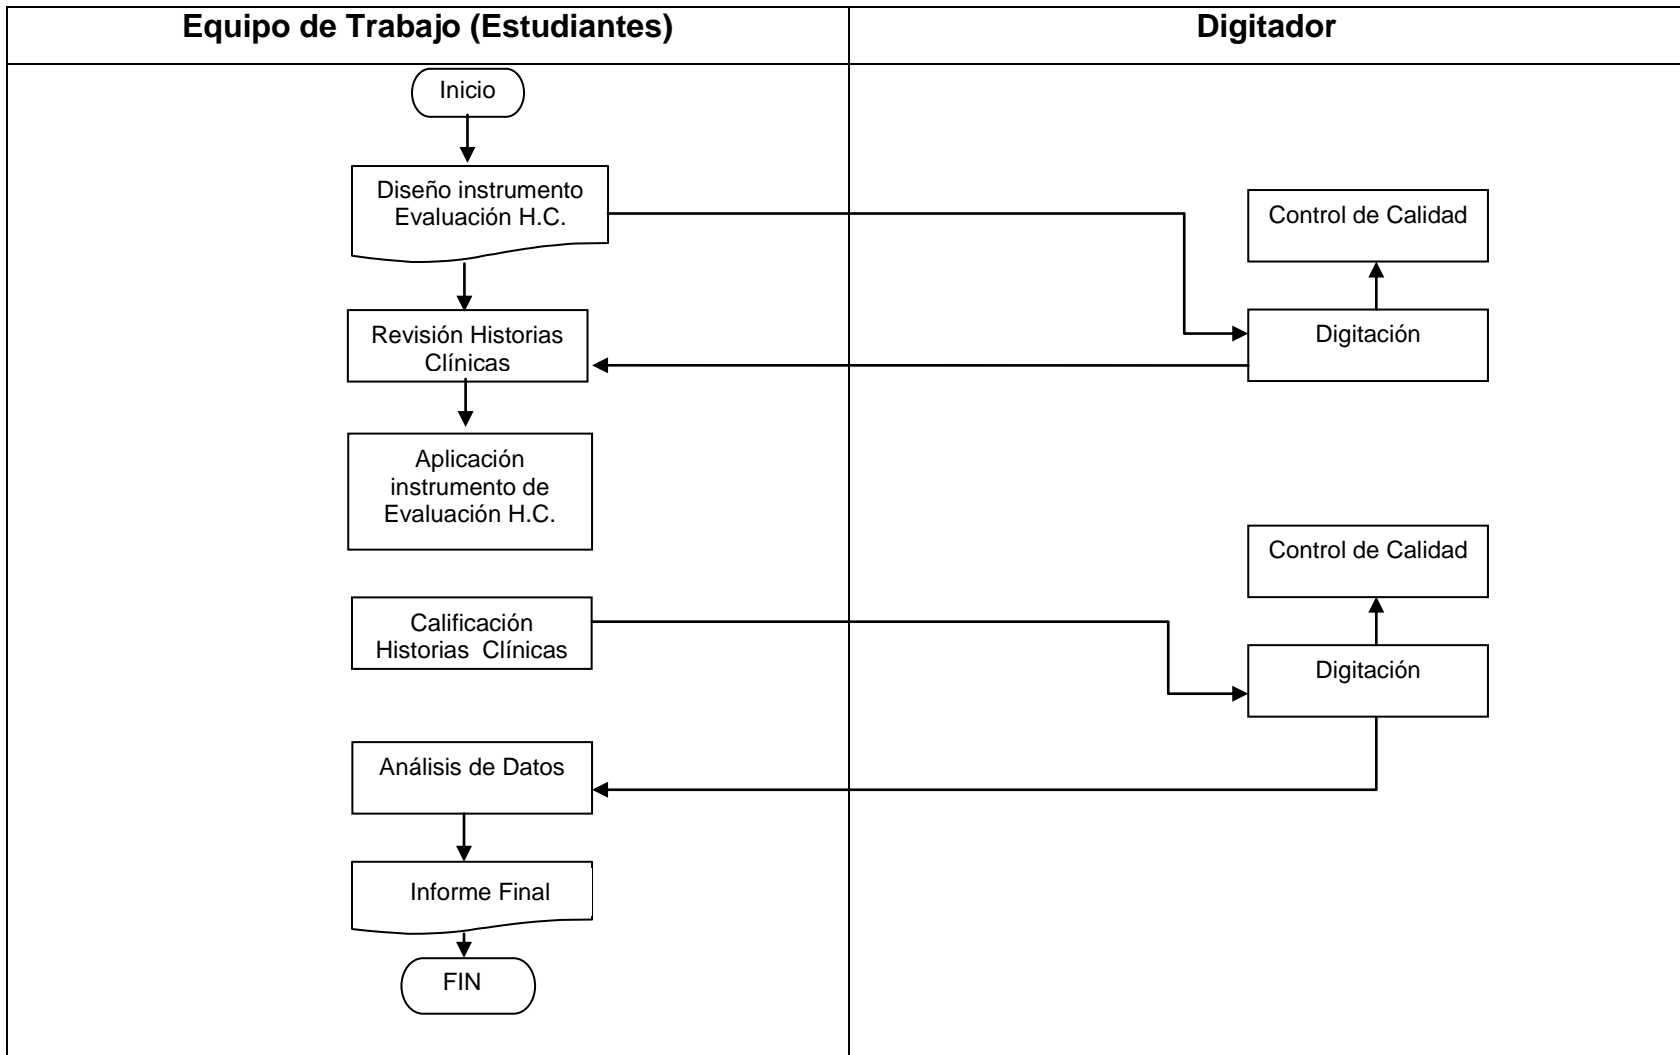 Equipo de Trabajo (Estudiantes)
Digitador
Inicio
Diseño instrumento
Evaluación H.C.
Control de Calidad
Revisión Historias
Clínicas
Digitación
Aplicación
instrumento de
Evaluación H.C.
Control de Calidad
Calificación
Historias Clínicas
Digitación
Análisis de Datos
Informe Final
FIN